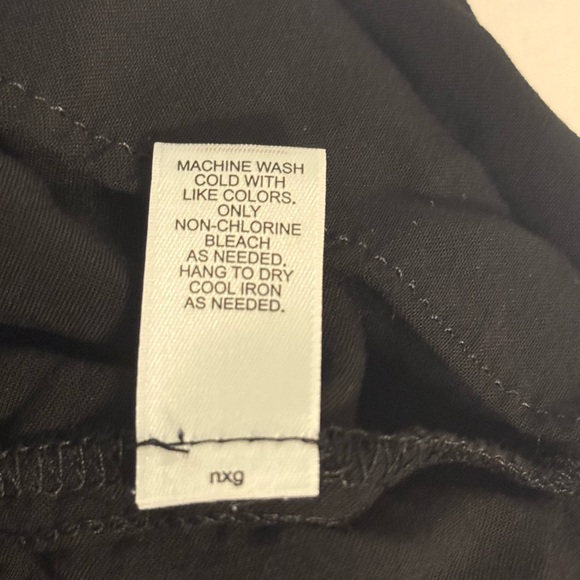 MACHINE WASH
COLD WITH
LIKE COLORS.
ONLY
NON-CHLORINE
BLEACH
AS NEEDED.
HANG TO DRY
COOL IRON
AS NEEDED.
nxg